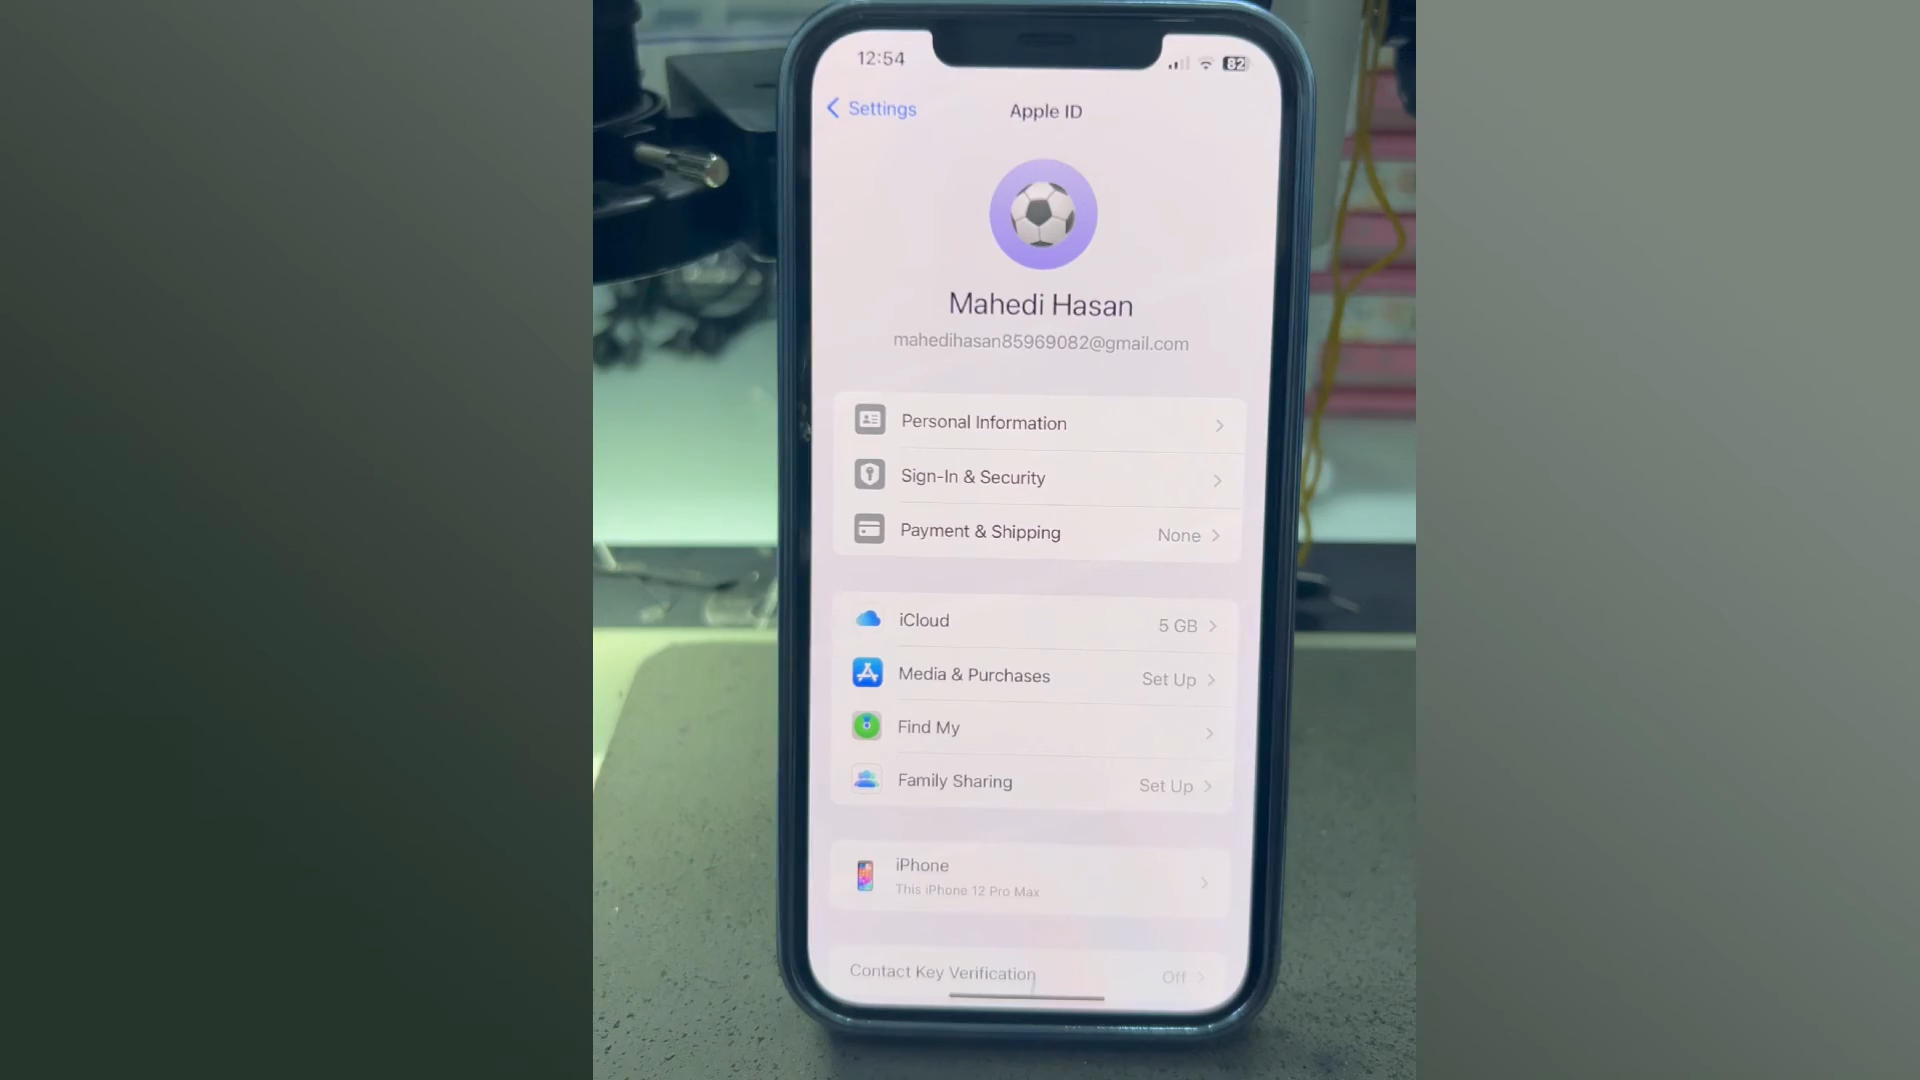 12:54
82
Settings
Apple ID
Mahedi Hasan
mahedihasan85969082@gmail.com
Personal Information
Sign-In & Security
Payment & Shipping None
iCloud 5 GB
Media & Purchases Set Up
Find My
Family Sharing Set Up
iPhone
This iPhone 12 Pro Max
Contact Key Verification Off